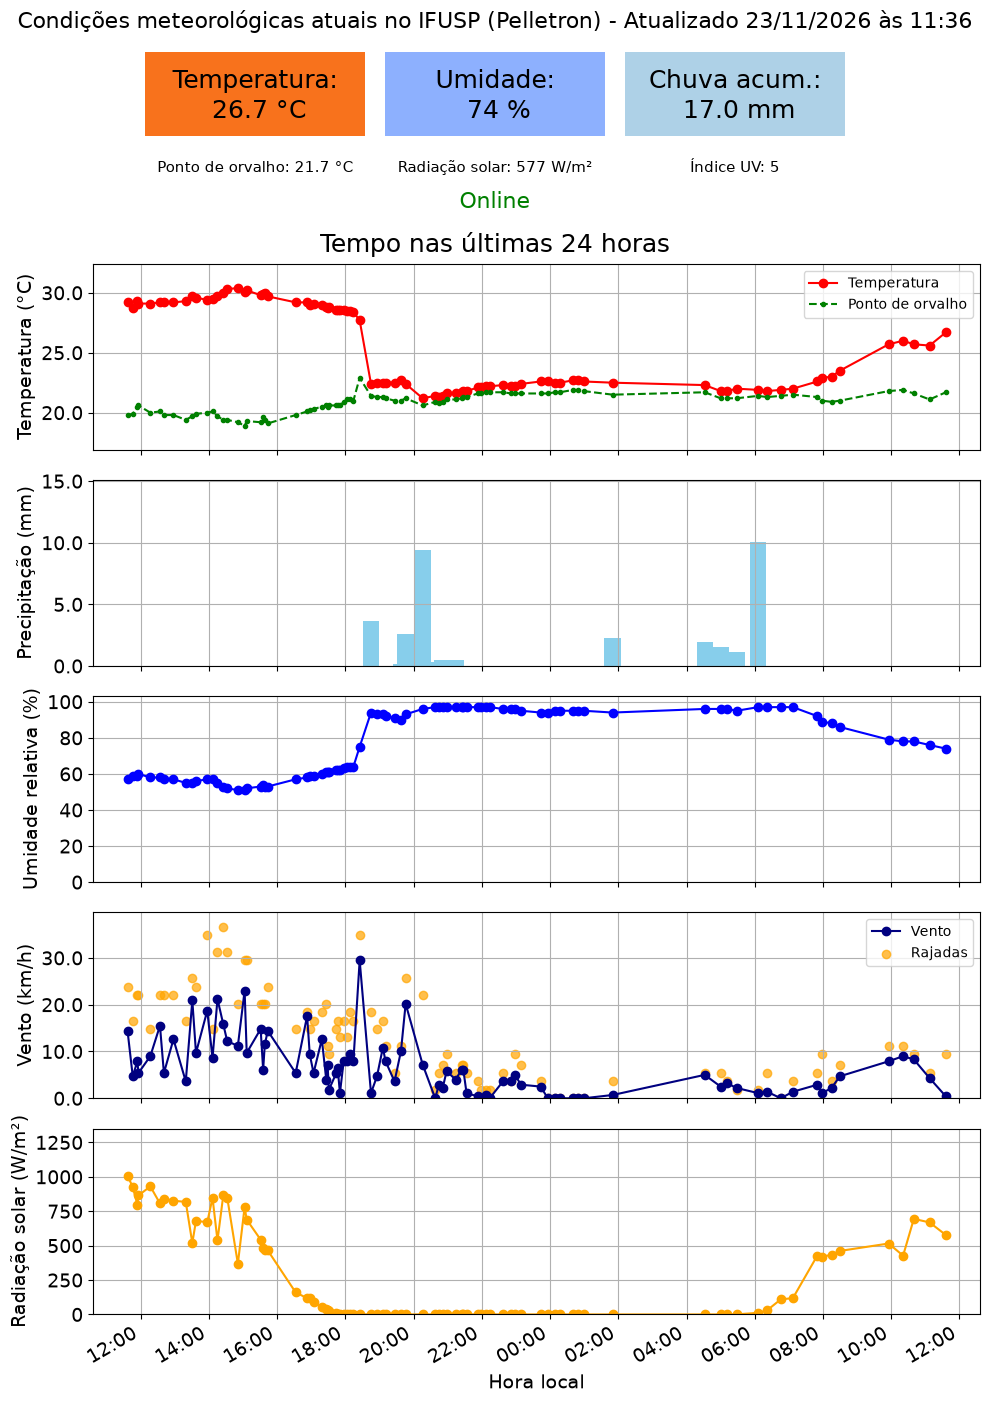 Condições meteorológicas atuais no IFUSP (Pelletron) - Atualizado 23/11/2026 às 11:36
Temperatura:
26.7 °C
Umidade:
74 %
Chuva acum.:
17.0 mm
Ponto de orvalho: 21.7 °C
Radiação solar: 577 W/m²
Índice UV: 5
Online
Tempo nas últimas 24 horas
Temperatura (°C)
30.0
25.0
20.0
Temperatura
Ponto de orvalho
Precipitação (mm)
15.0
10.0
5.0
0.0
Umidade relativa (%)
100
80
60
40
20
0
Vento (km/h)
30.0
20.0
10.0
0.0
Vento
Rajadas
Radiação solar (W/m²)
1250
1000
750
500
250
0
12:00
14:00
16:00
18:00
20:00
22:00
00:00
02:00
04:00
06:00
08:00
10:00
12:00
Hora local